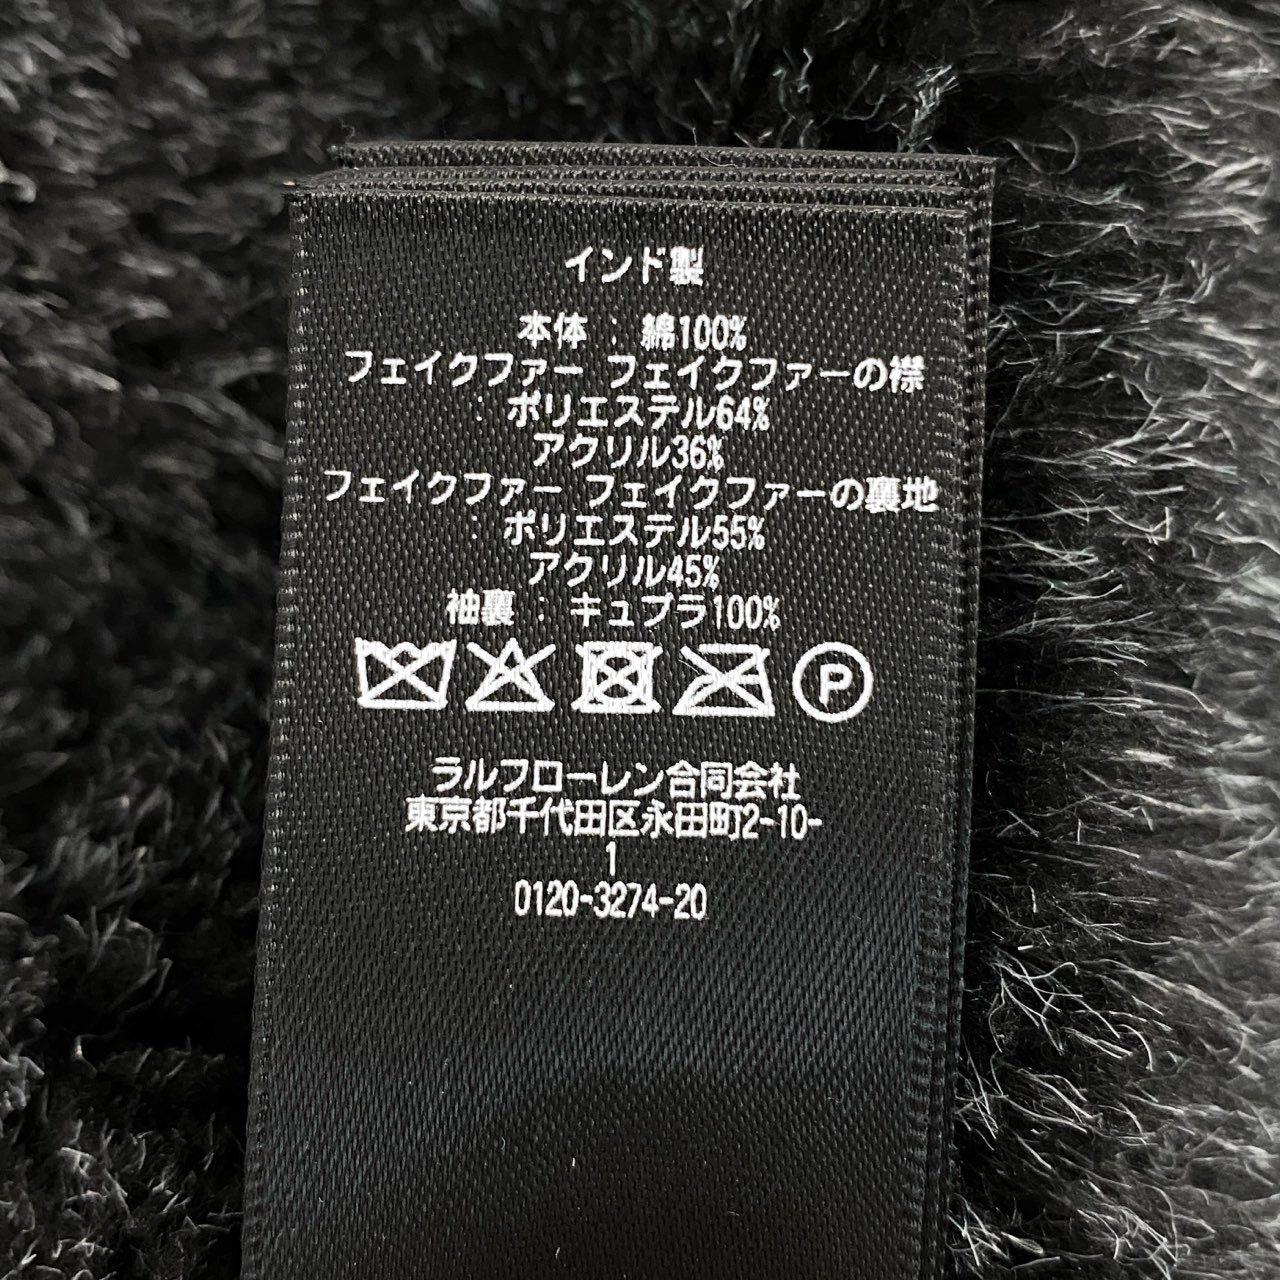 インド製
本体 : 綿100%
フェイクファー フェイクファーの襟
: ポリエステル64%
アクリル36%
フェイクファー フェイクファーの裏地
: ポリエステル55%
アクリル45%
袖裏 : キュプラ100%
P
ラルフローレン合同会社
東京都千代田区永田町2-10-
1
0120-3274-20